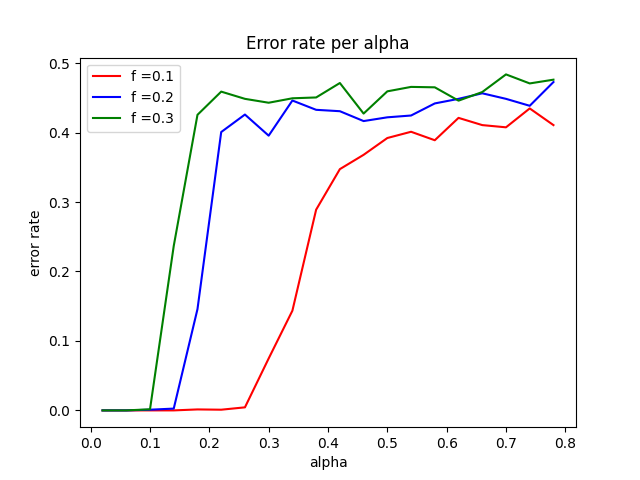 Error rate per alpha
f =0.1
f =0.2
f =0.3
error rate
0.5
0.4
0.3
0.2
0.1
0.0
0.0 0.1 0.2 0.3 0.4 0.5 0.6 0.7 0.8
alpha